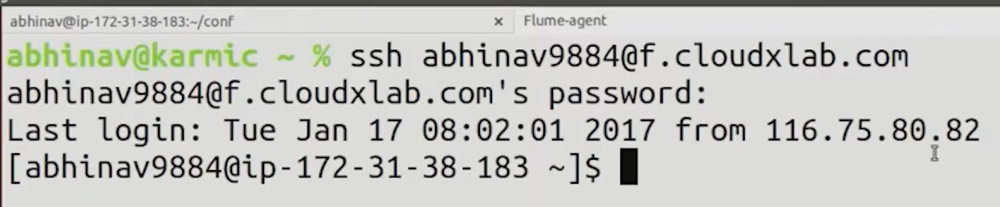 abhinav@ip-172-31-38-183:~/conf × Flume-agent
abhinav@karmic ~ % ssh abhinav9884@f.cloudxlab.com
abhinav9884@f.cloudxlab.com's password:
Last login: Tue Jan 17 08:02:01 2017 from 116.75.80.82
[abhinav9884@ip-172-31-38-183 ~]$